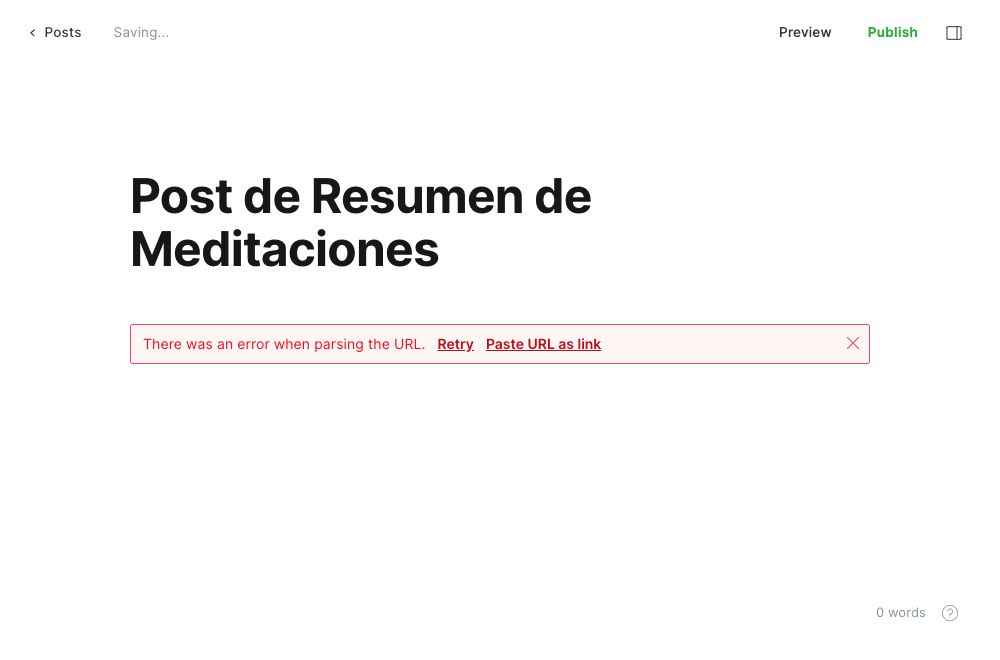 Posts Saving... Preview Publish
Post de Resumen de
Meditaciones
There was an error when parsing the URL. Retry Paste URL as link
0 words